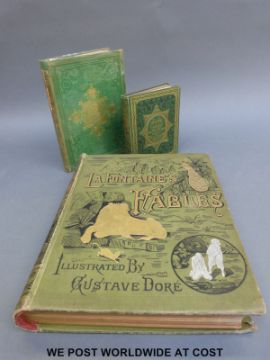 LA FONTAINE'S
FABLES
ILLUSTRATED BY
GUSTAVE DORÉ
WE POST WORLDWIDE AT COST